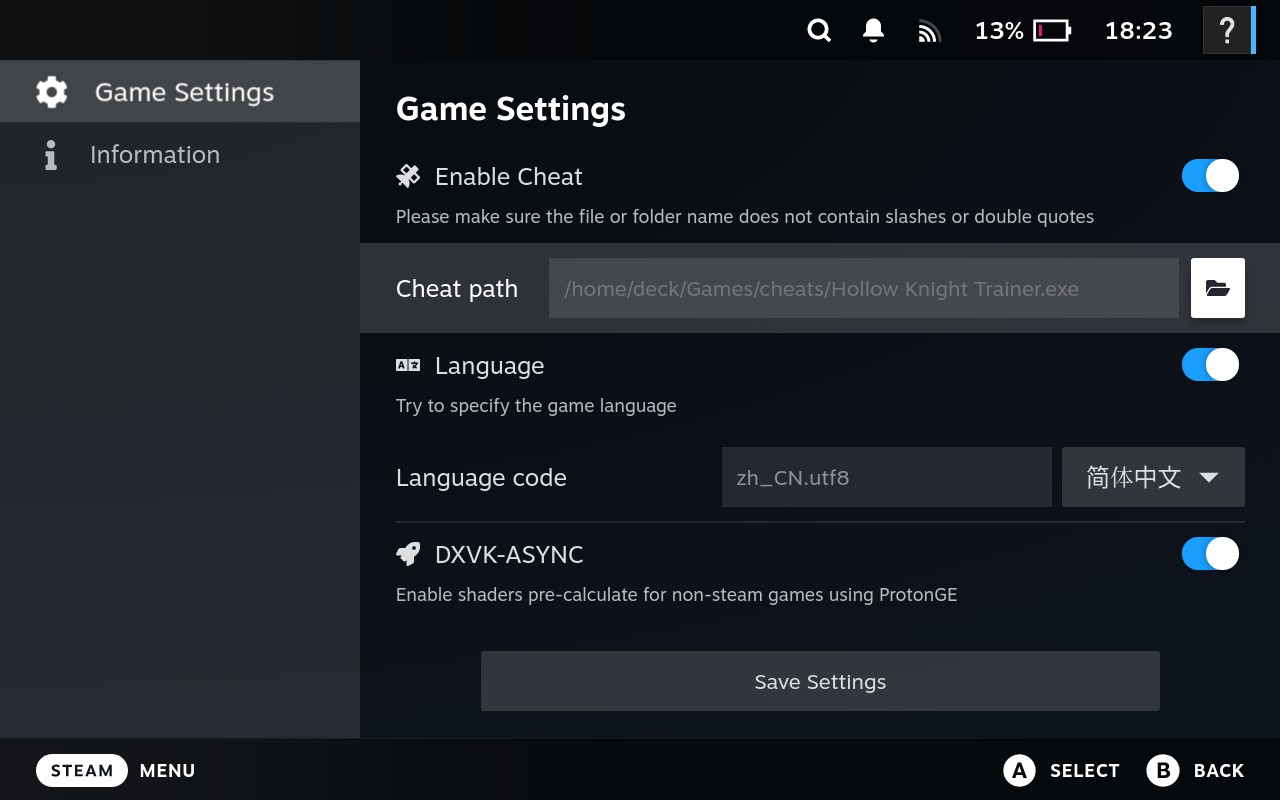 13% 18:23 ?
Game Settings
Information
Game Settings
Enable Cheat
Please make sure the file or folder name does not contain slashes or double quotes
Cheat path /home/deck/Games/cheats/Hollow Knight Trainer.exe
Language
Try to specify the game language
Language code zh_CN.utf8 简体中文
DXVK-ASYNC
Enable shaders pre-calculate for non-steam games using ProtonGE
Save Settings
STEAM MENU A SELECT B BACK